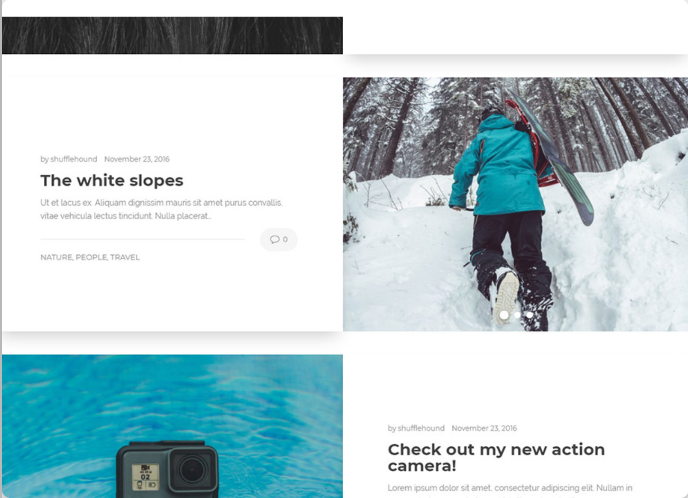 by shufflehound November 23, 2016
The white slopes
Ut et lacus ex. Aliquam dignissim mauris sit amet purus convallis,
vitae vehicula lectus tincidunt. Nulla placerat..
0
NATURE, PEOPLE, TRAVEL
02
by shufflehound November 23, 2016
Check out my new action
camera!
Lorem ipsum dolor sit amet, consectetur adipiscing elit. Nullam in